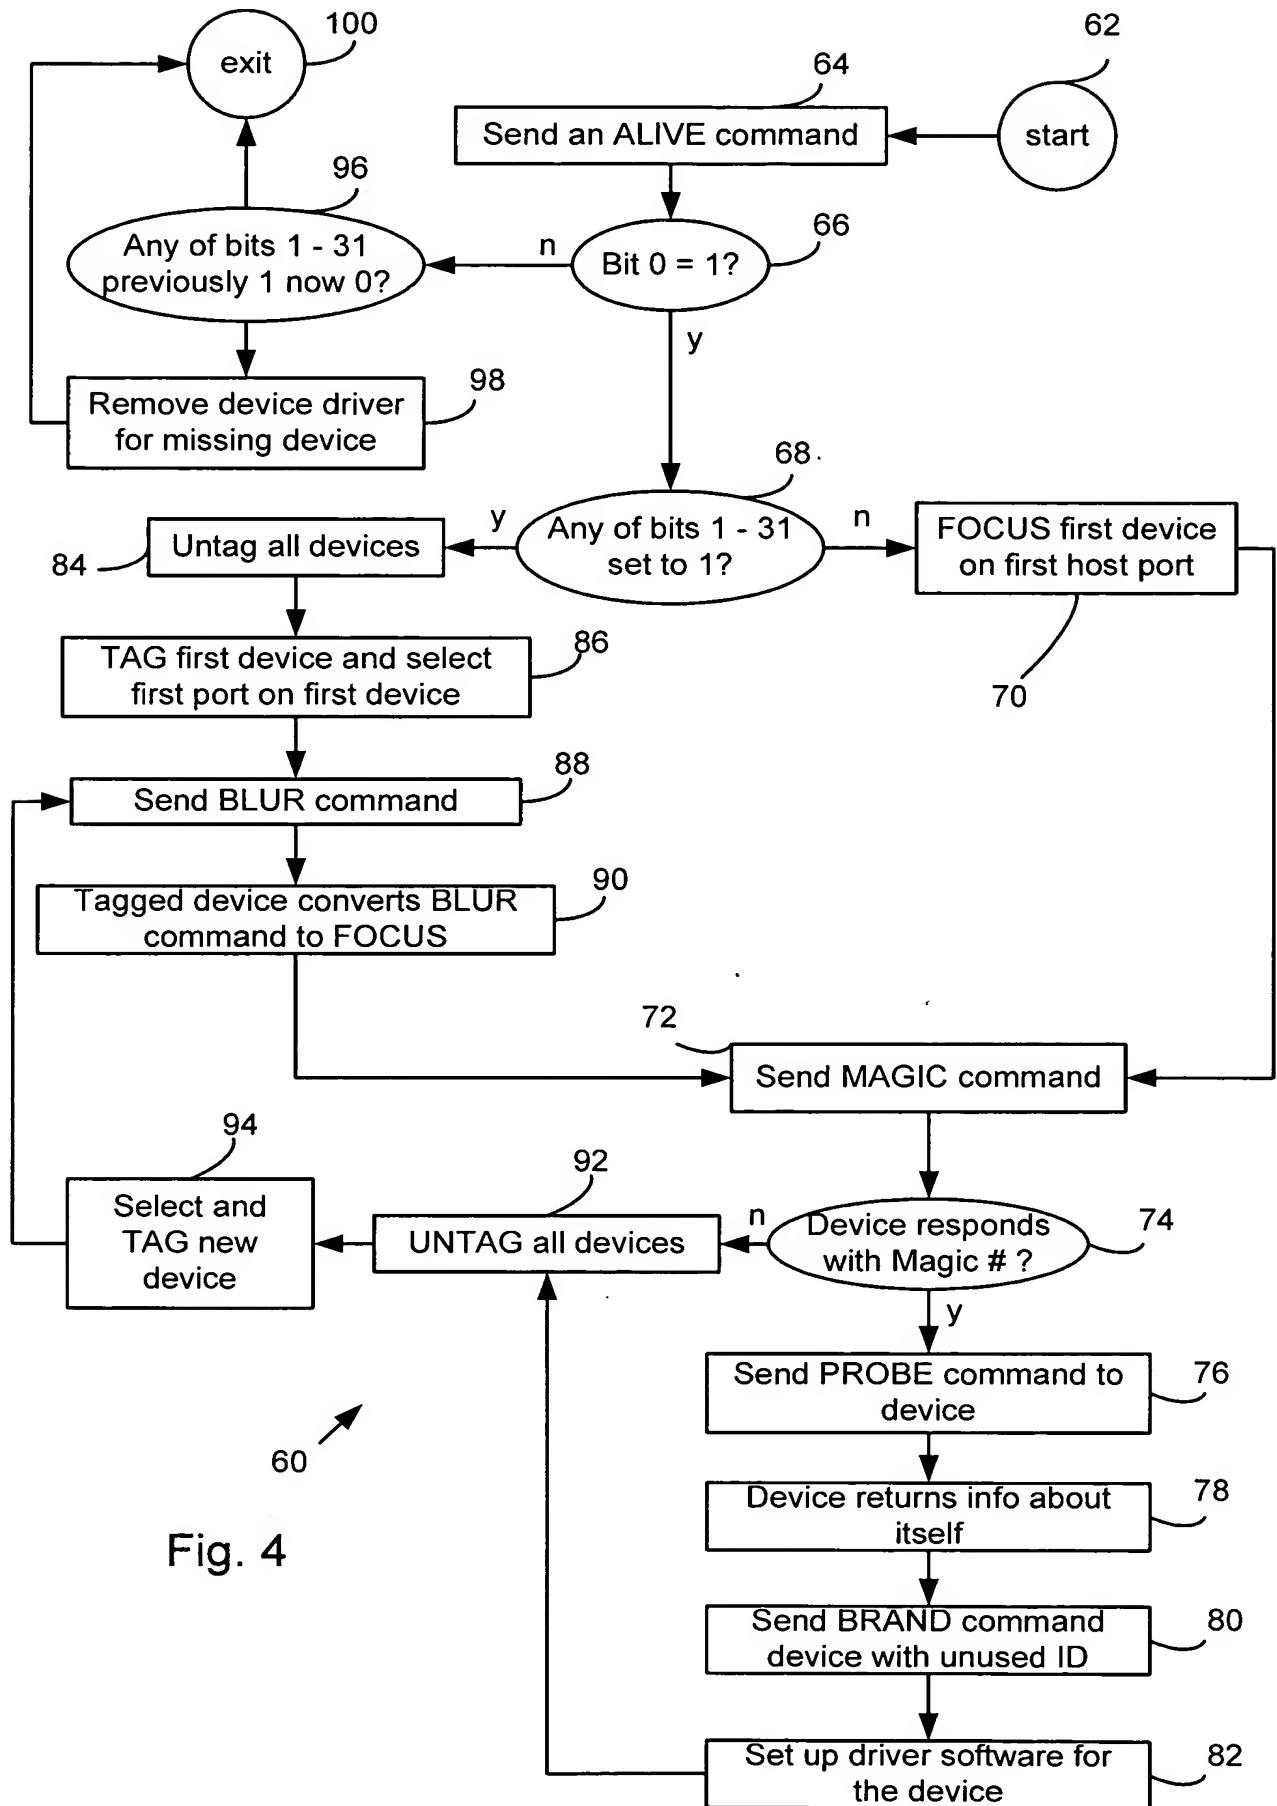 100
62
exit
64
Send an ALIVE command
start
96
66
Any of bits 1 - 31
previously 1 now 0?
n
Bit 0 = 1?
y
98
Remove device driver
for missing device
68
y
Any of bits 1 - 31
set to 1?
n
FOCUS first device
on first host port
84
Untag all devices
70
86
TAG first device and select
first port on first device
88
Send BLUR command
90
Tagged device converts BLUR
command to FOCUS
72
Send MAGIC command
94
92
Select and
TAG new
device
UNTAG all devices
n
Device responds
with Magic # ?
74
y
Send PROBE command to
device
76
60
Device returns info about
itself
78
Fig. 4
Send BRAND command
device with unused ID
80
Set up driver software for
the device
82